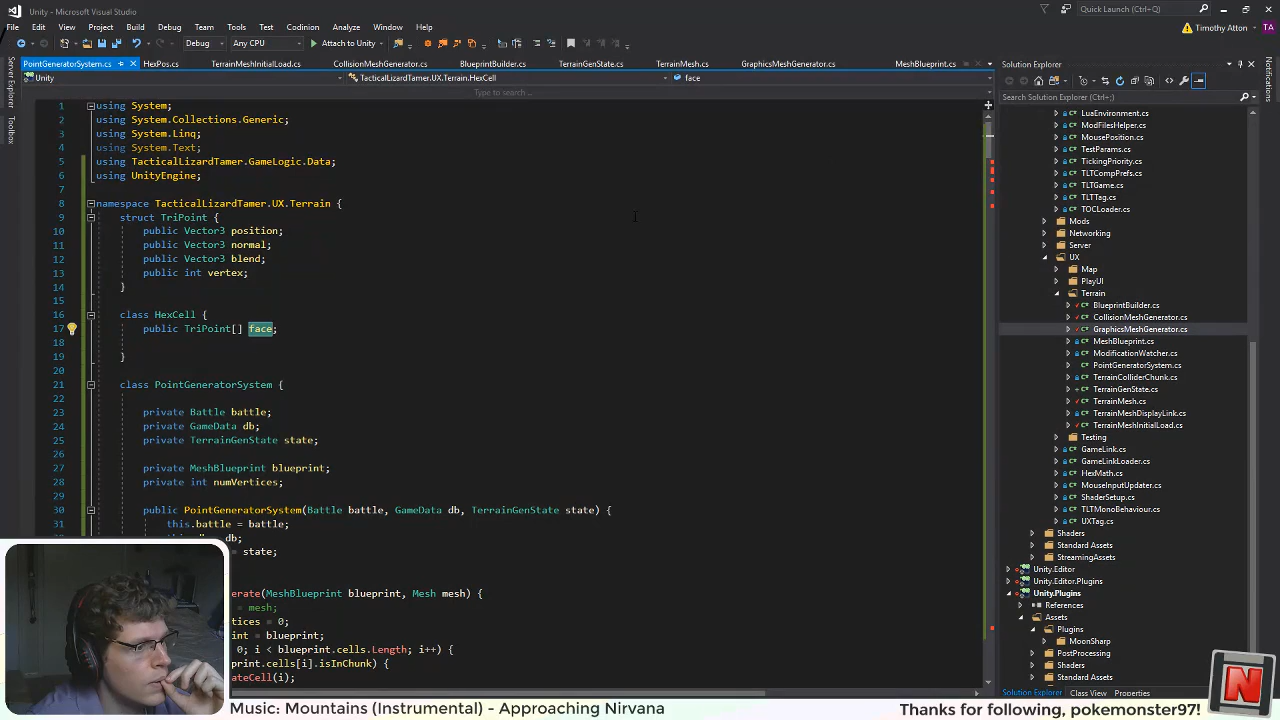 Unity - Microsoft Visual Studio
Quick Launch (Ctrl+Q)
File Edit View Project Build Debug Team Tools Test Codinion Analyze Window Help
Timothy Atton TA
Debug Any CPU Attach to Unity
PointGeneratorSystem.cs HexPos.cs TerrainMeshInitialLoad.cs CollisionMeshGenerator.cs BlueprintBuilder.cs TerrainGenState.cs TerrainMesh.cs GraphicsMeshGenerator.cs MeshBlueprint.cs
Unity TacticalLizardTamer.UX.Terrain.HexCell face
Type to search ...
Server Explorer
Toolbox
1 using System;
2 using System.Collections.Generic;
3 using System.Linq;
4 using System.Text;
5 using TacticalLizardTamer.GameLogic.Data;
6 using UnityEngine;
7
8 namespace TacticalLizardTamer.UX.Terrain {
9 struct TriPoint {
10 public Vector3 position;
11 public Vector3 normal;
12 public Vector3 blend;
13 public int vertex;
14 }
15
16 class HexCell {
17 public TriPoint[] face;
18
19 }
20
21 class PointGeneratorSystem {
22
23 private Battle battle;
24 private GameData db;
25 private TerrainGenState state;
26
27 private MeshBlueprint blueprint;
28 private int numVertices;
29
30 public PointGeneratorSystem(Battle battle, GameData db, TerrainGenState state) {
31 this.battle = battle;
db;
= state;
erate(MeshBlueprint blueprint, Mesh mesh) {
= mesh;
tices = 0;
int = blueprint;
0; i < blueprint.cells.Length; i++) {
print.cells[i].isInChunk) {
ateCell(i);
Solution Explorer
Search Solution Explorer
Notifications
LuaEnvironment.cs
ModFilesHelper.cs
MousePosition.cs
TestParams.cs
TickingPriority.cs
TLTCompPrefs.cs
TLTGame.cs
TLTTag.cs
TOCLoader.cs
Mods
Networking
Server
UX
Map
PlayUI
Terrain
BlueprintBuilder.cs
CollisionMeshGenerator.cs
GraphicsMeshGenerator.cs
MeshBlueprint.cs
ModificationWatcher.cs
PointGeneratorSystem.cs
TerrainColliderChunk.cs
TerrainGenState.cs
TerrainMesh.cs
TerrainMeshDisplayLink.cs
TerrainMeshInitialLoad.cs
Testing
GameLink.cs
GameLinkLoader.cs
HexMath.cs
MouseInputUpdater.cs
ShaderSetup.cs
TLTMonoBehaviour.cs
UXTag.cs
Shaders
Standard Assets
StreamingAssets
Unity.Editor
Unity.Editor.Plugins
Unity.Plugins
References
Assets
Plugins
MoonSharp
PostProcessing
Shaders
Standard Assets
Solution Explorer Class View Properties
Music: Mountains (Instrumental) - Approaching Nirvana
Thanks for following, pokemonster97!
N